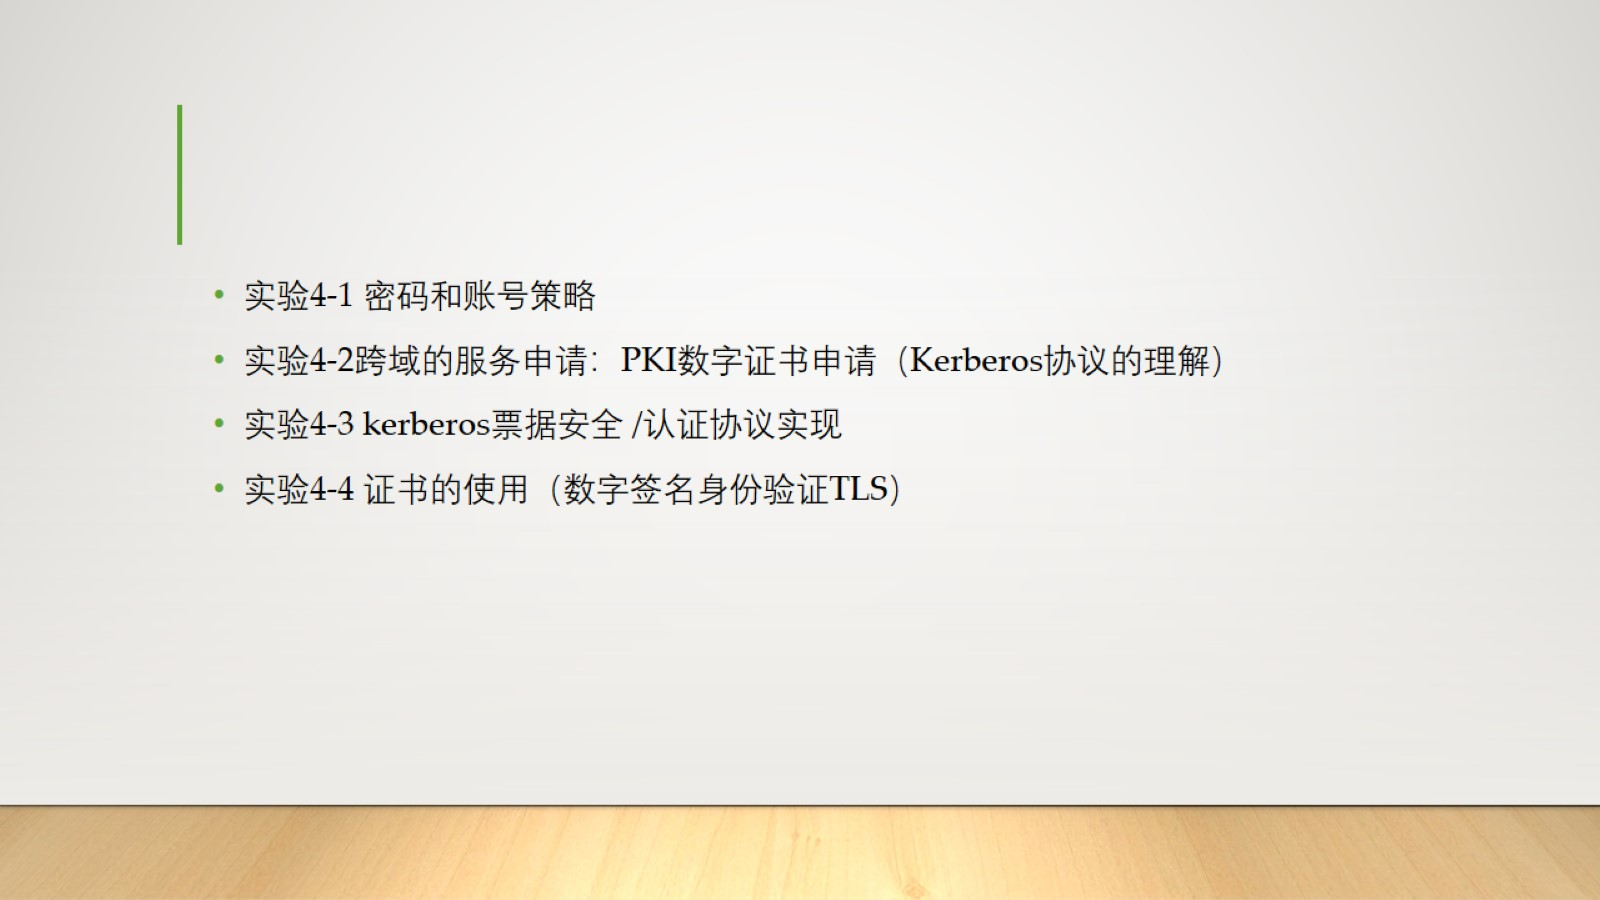 实验4-1 密码和账号策略
实验4-2跨域的服务申请：PKI数字证书申请（Kerberos协议的理解）
实验4-3 kerberos票据安全 /认证协议实现
实验4-4 证书的使用（数字签名身份验证TLS）